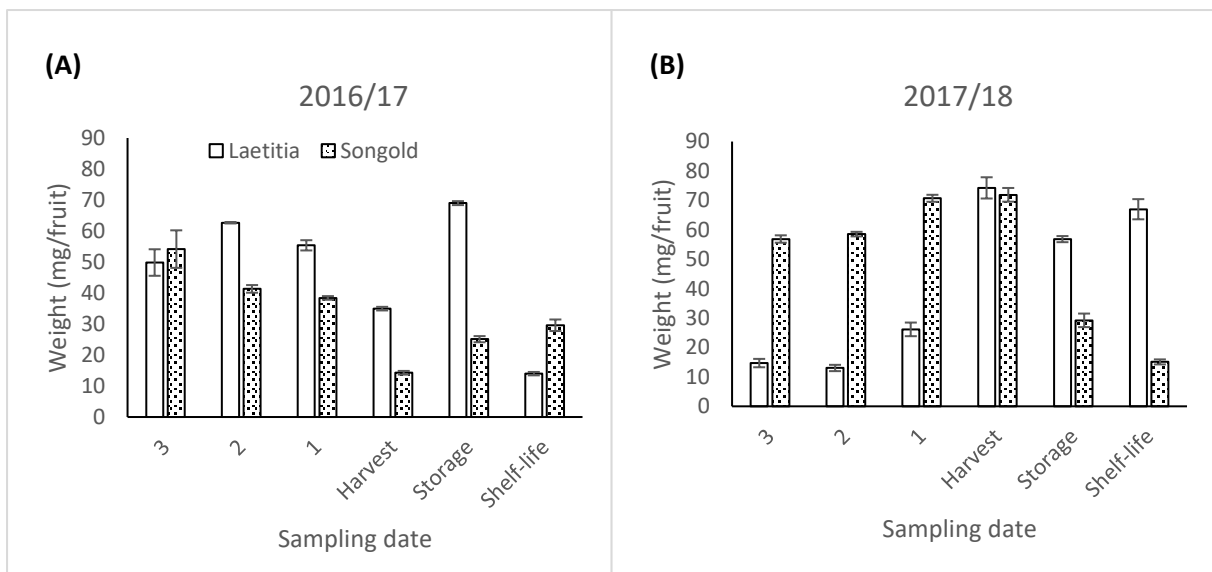 (A)
2016/17
Laetitia Songold
Weight (mg/fruit)
90
80
70
60
50
40
30
20
10
0
3 2 1 Harvest Storage Shelf-life
Sampling date
(B)
2017/18
Weight (mg/fruit)
90
80
70
60
50
40
30
20
10
0
3 2 1 Harvest Storage Shelf-life
Sampling date